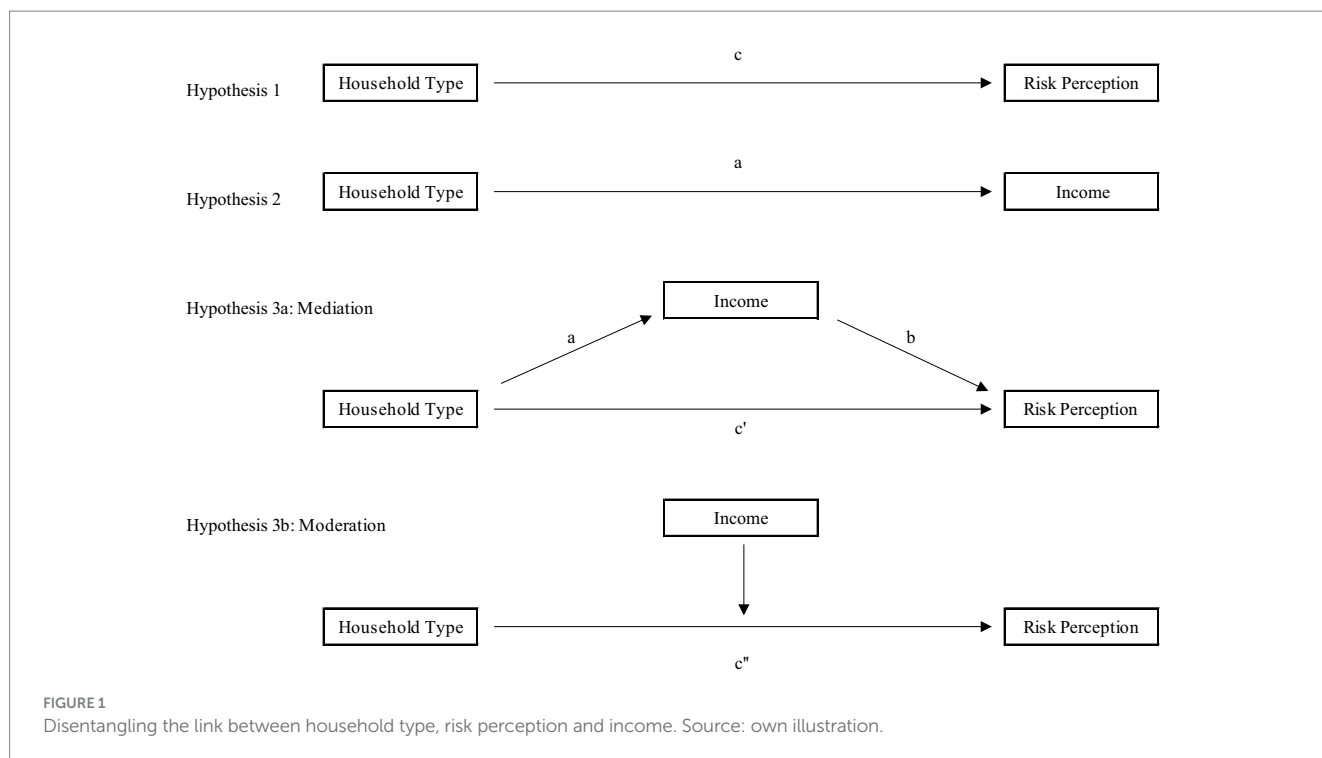 c
Hypothesis 1
Household Type
Risk Perception
a
Hypothesis 2
Household Type
Income
Hypothesis 3a: Mediation
Income
a
b
Household Type
Risk Perception
c'
Hypothesis 3b: Moderation
Income
Household Type
Risk Perception
c"
FIGURE 1
Disentangling the link between household type, risk perception and income. Source: own illustration.